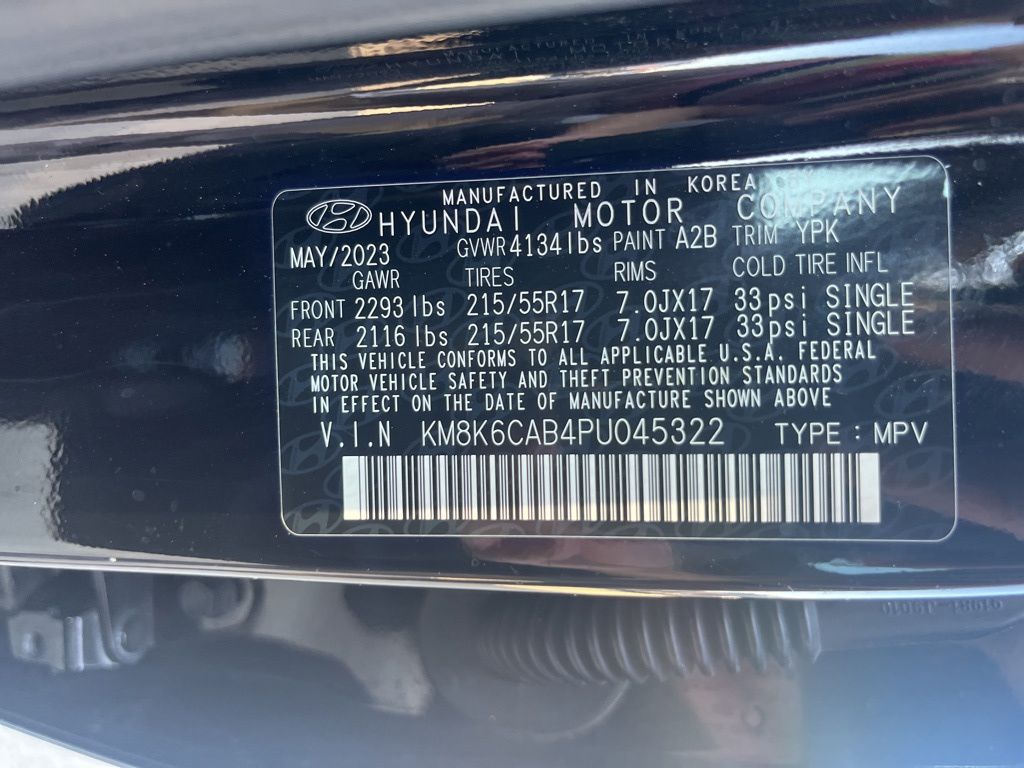 MANUFACTURED IN KOREA
HYUNDAI MOTOR COMPANY
MAY/2023 GVWR 4134lbs PAINT A2B TRIM YPK
GAWR TIRES RIMS COLD TIRE INFL
FRONT 2293 lbs 215/55R17 7.0JX17 33psi SINGLE
REAR 2116 lbs 215/55R17 7.0JX17 33psi SINGLE
THIS VEHICLE CONFORMS TO ALL APPLICABLE U.S.A. FEDERAL
MOTOR VEHICLE SAFETY AND THEFT PREVENTION STANDARDS
IN EFFECT ON THE DATE OF MANUFACTURE SHOWN ABOVE
V.I.N KM8K6CAB4PU045322 TYPE : MPV